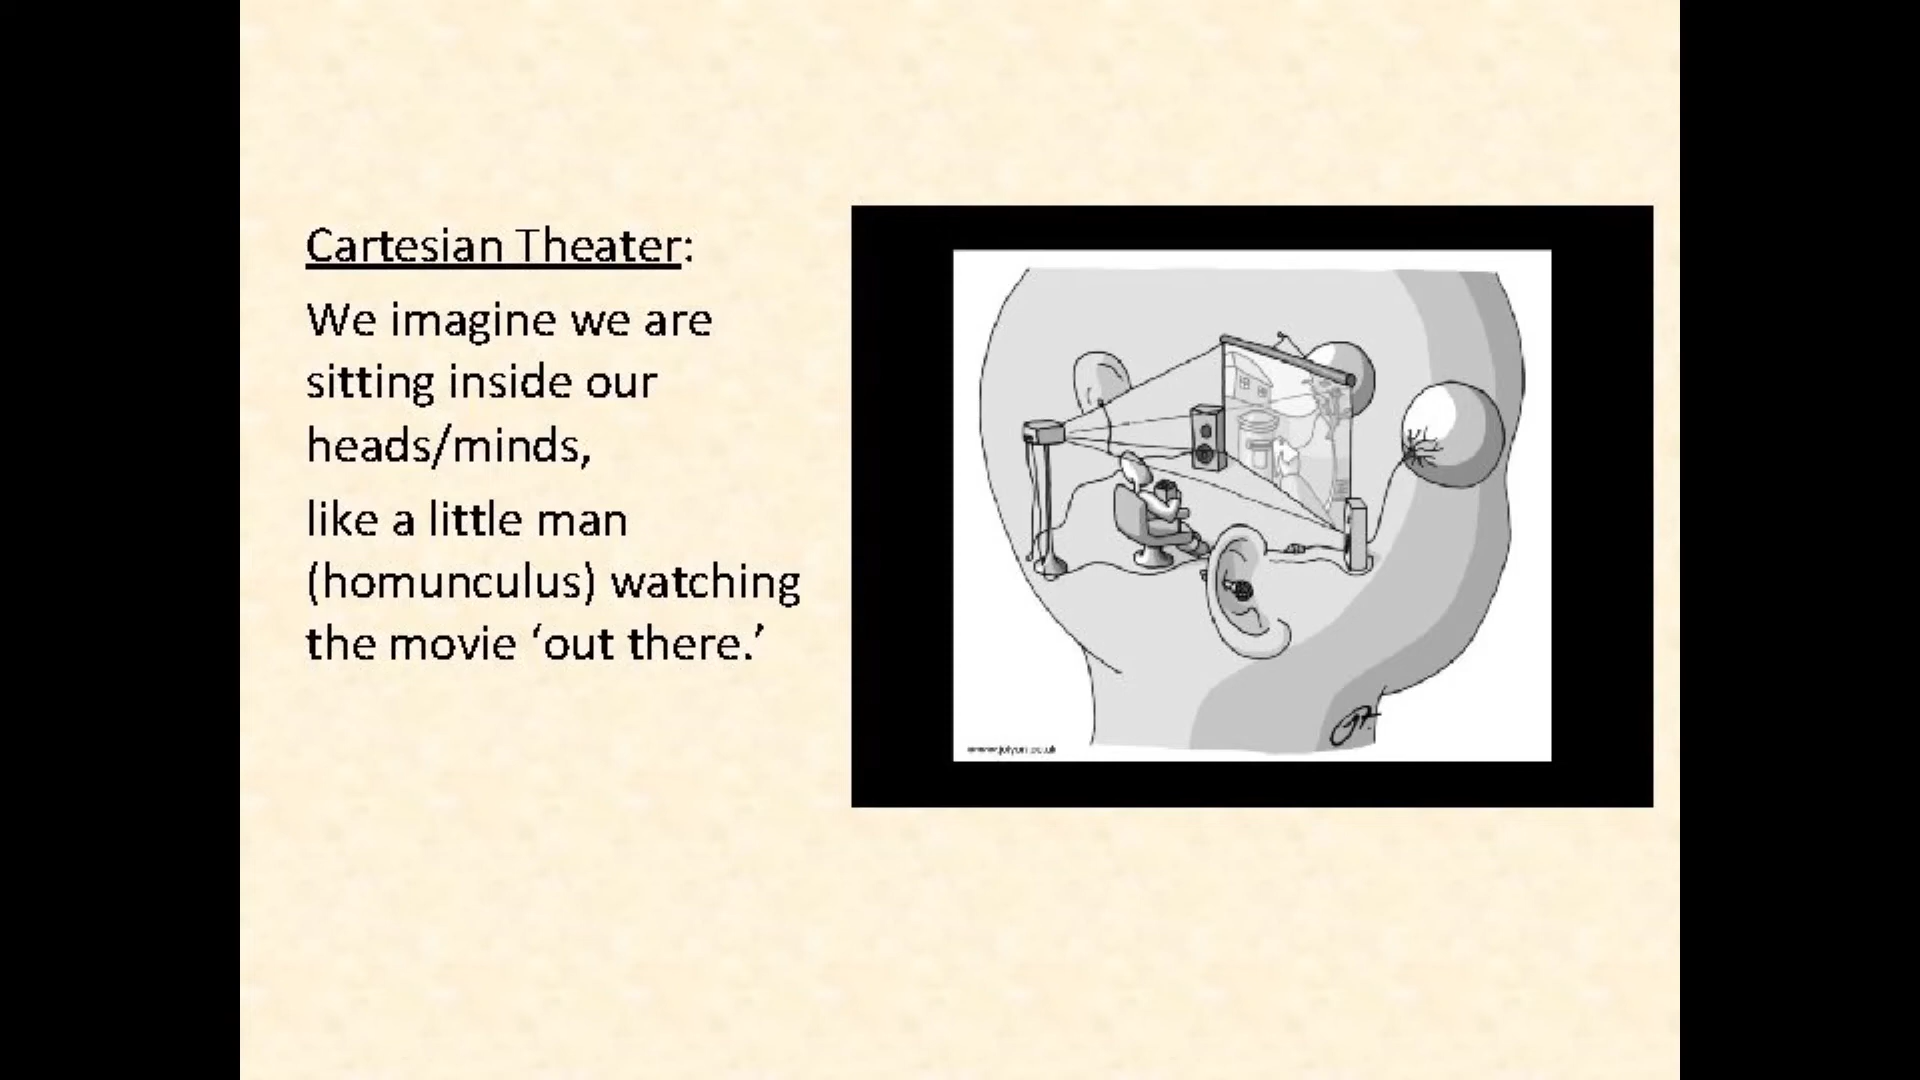 Cartesian Theater:
We imagine we are
sitting inside our
heads/minds,
like a little man
(homunculus) watching
the movie ‘out there.’